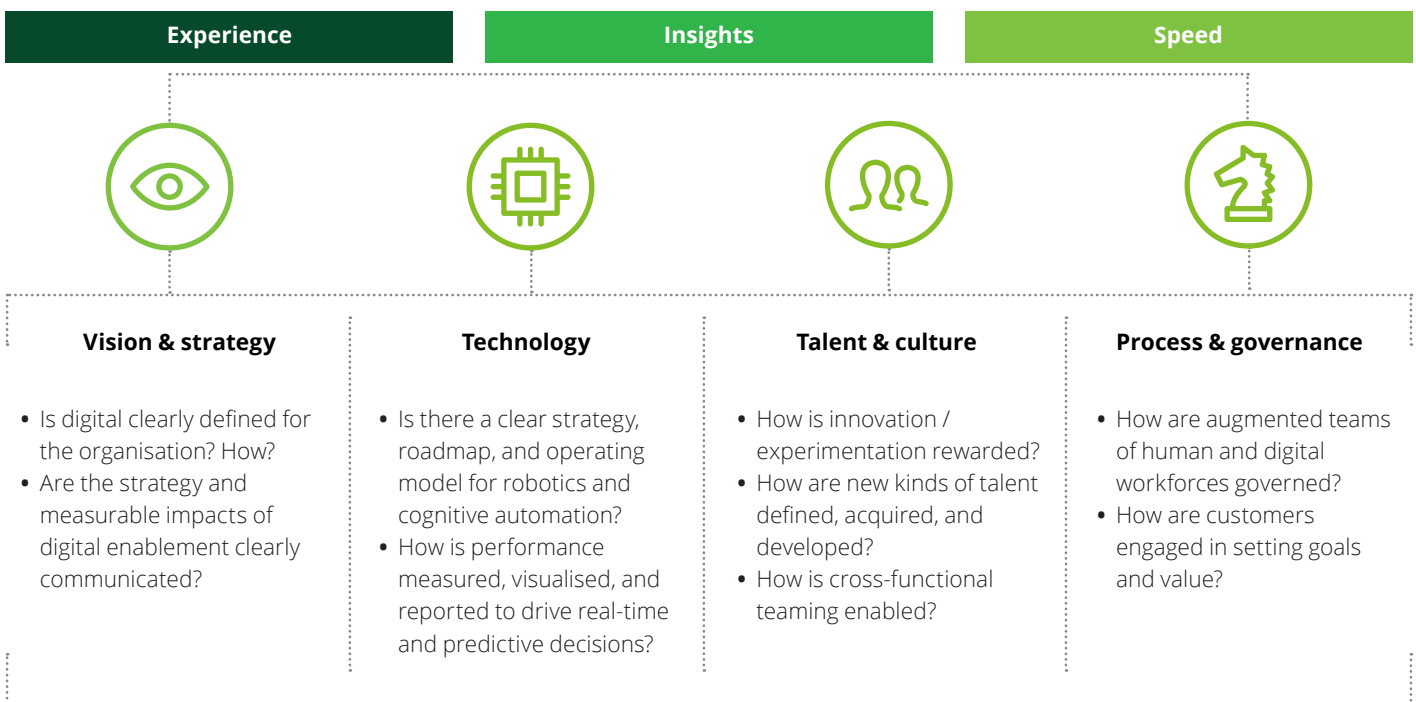 Experience
Insights
Speed
Vision & strategy
• Is digital clearly defined for
the organisation? How?
• Are the strategy and
measurable impacts of
digital enablement clearly
communicated?
Technology
• Is there a clear strategy,
roadmap, and operating
model for robotics and
cognitive automation?
• How is performance
measured, visualised, and
reported to drive real-time
and predictive decisions?
Talent & culture
• How is innovation /
experimentation rewarded?
• How are new kinds of talent
defined, acquired, and
developed?
• How is cross-functional
teaming enabled?
Process & governance
• How are augmented teams
of human and digital
workforces governed?
• How are customers
engaged in setting goals
and value?